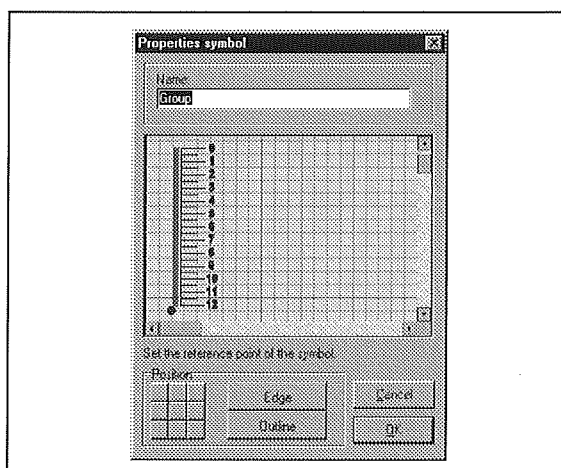 Properties symbol
Name:
Group
0
1
2
3
4
5
6
7
8
9
10
11
12
Set the reference point of the symbol.
Position
Edge
Outline
Cancel
OK